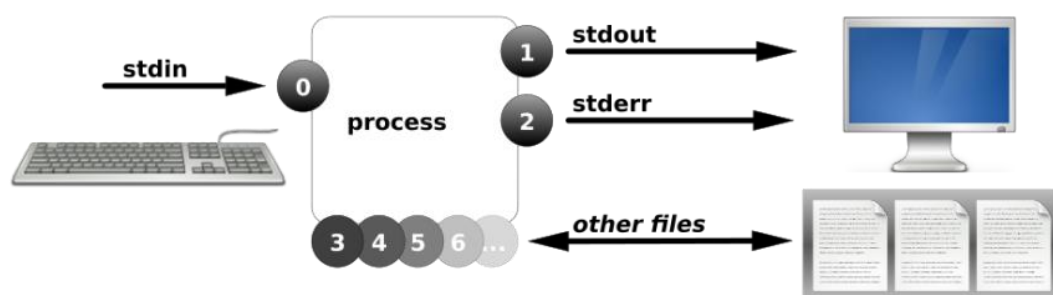 stdin
0
process
1
stdout
2
stderr
3 4 5 6 ...
other files